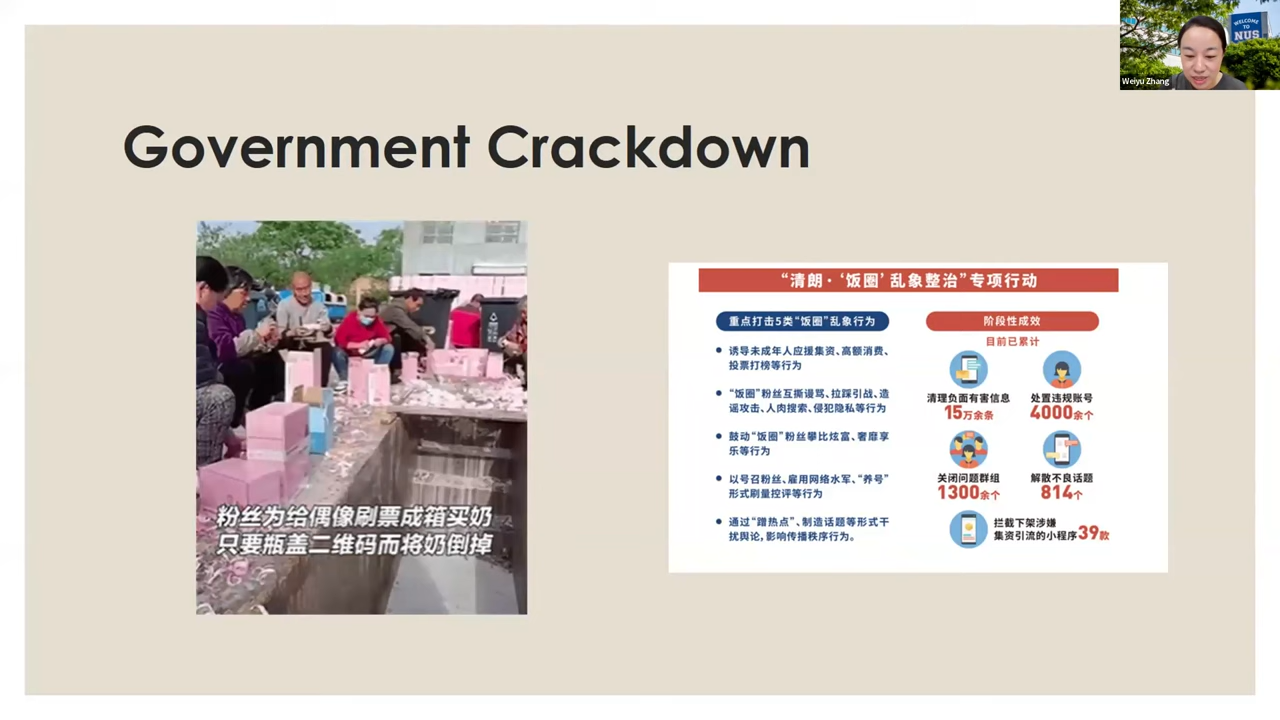 Government Crackdown
WELCOME
TO
NUS
Weiyu Zhang
粉丝为给偶像刷票成箱买奶
只要瓶盖二维码而将奶倒掉
“清朗·‘饭圈’乱象整治”专项行动
重点打击5类“饭圈”乱象行为
诱导未成年人应援集资、高额消费、
投票打榜等行为
“饭圈”粉丝互撕谩骂、拉踩引战、造
谣攻击、人肉搜索、侵犯隐私等行为
鼓动“饭圈”粉丝攀比炫富、奢靡享
乐等行为
以号召粉丝、雇用网络水军、“养号”
形式刷量控评等行为
通过“蹭热点”、制造话题等形式干
扰舆论,影响传播秩序行为。
阶段性成效
目前已累计
清理负面有害信息
15万余条
处置违规账号
4000余个
关闭问题群组
1300余个
解散不良话题
814个
拦截下架涉嫌
集资引流的小程序39款